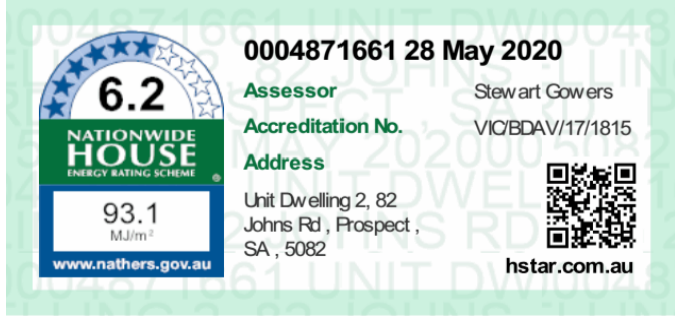 0004871661 28 May 2020
6.2
NATIONWIDE
HOUSE
ENERGY RATING SCHEME
93.1
MJ/m²
www.nathers.gov.au
Assessor Stewart Gowers
Accreditation No. VIC/BDAV/17/1815
Address
Unit Dwelling 2, 82
Johns Rd , Prospect ,
SA , 5082
hstar.com.au